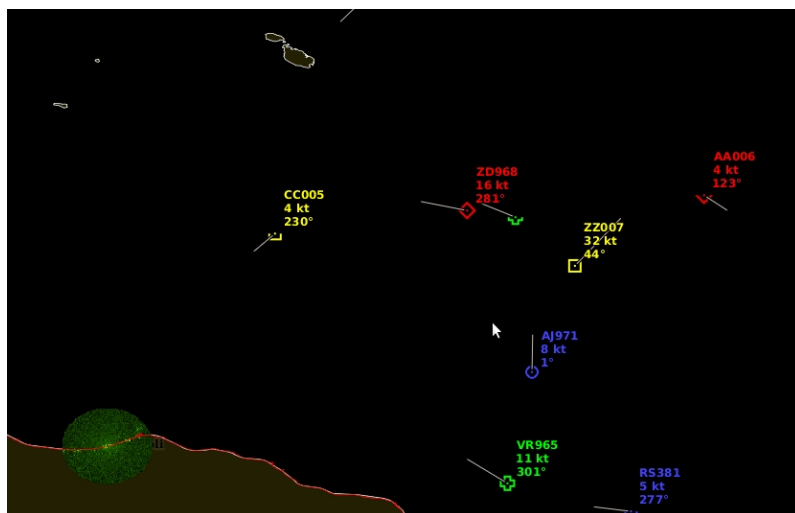 AA006
4 kt
123°
ZD968
16 kt
281°
CC005
4 kt
230°
ZZ007
32 kt
44°
AJ971
8 kt
1°
VR965
11 kt
301°
RS381
5 kt
277°